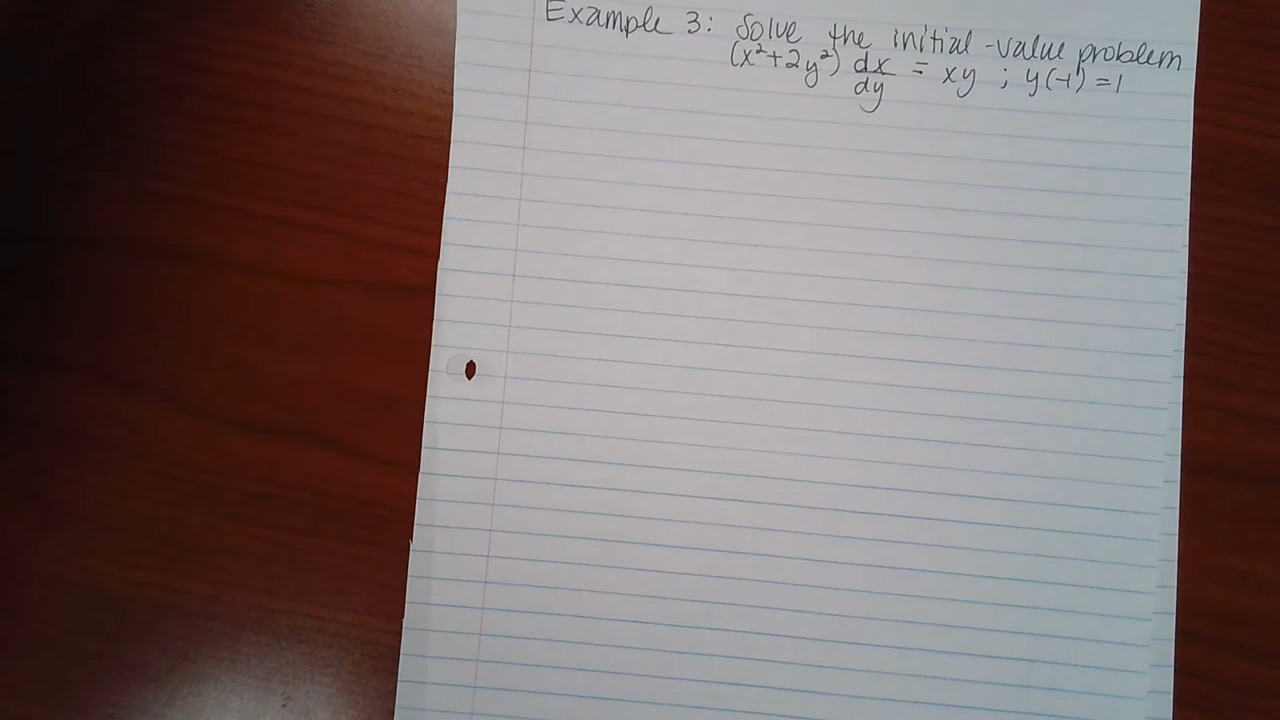 Example 3: Solve the initial-value problem
(x²+2y²) dx/dy = xy ; y(-1) = 1